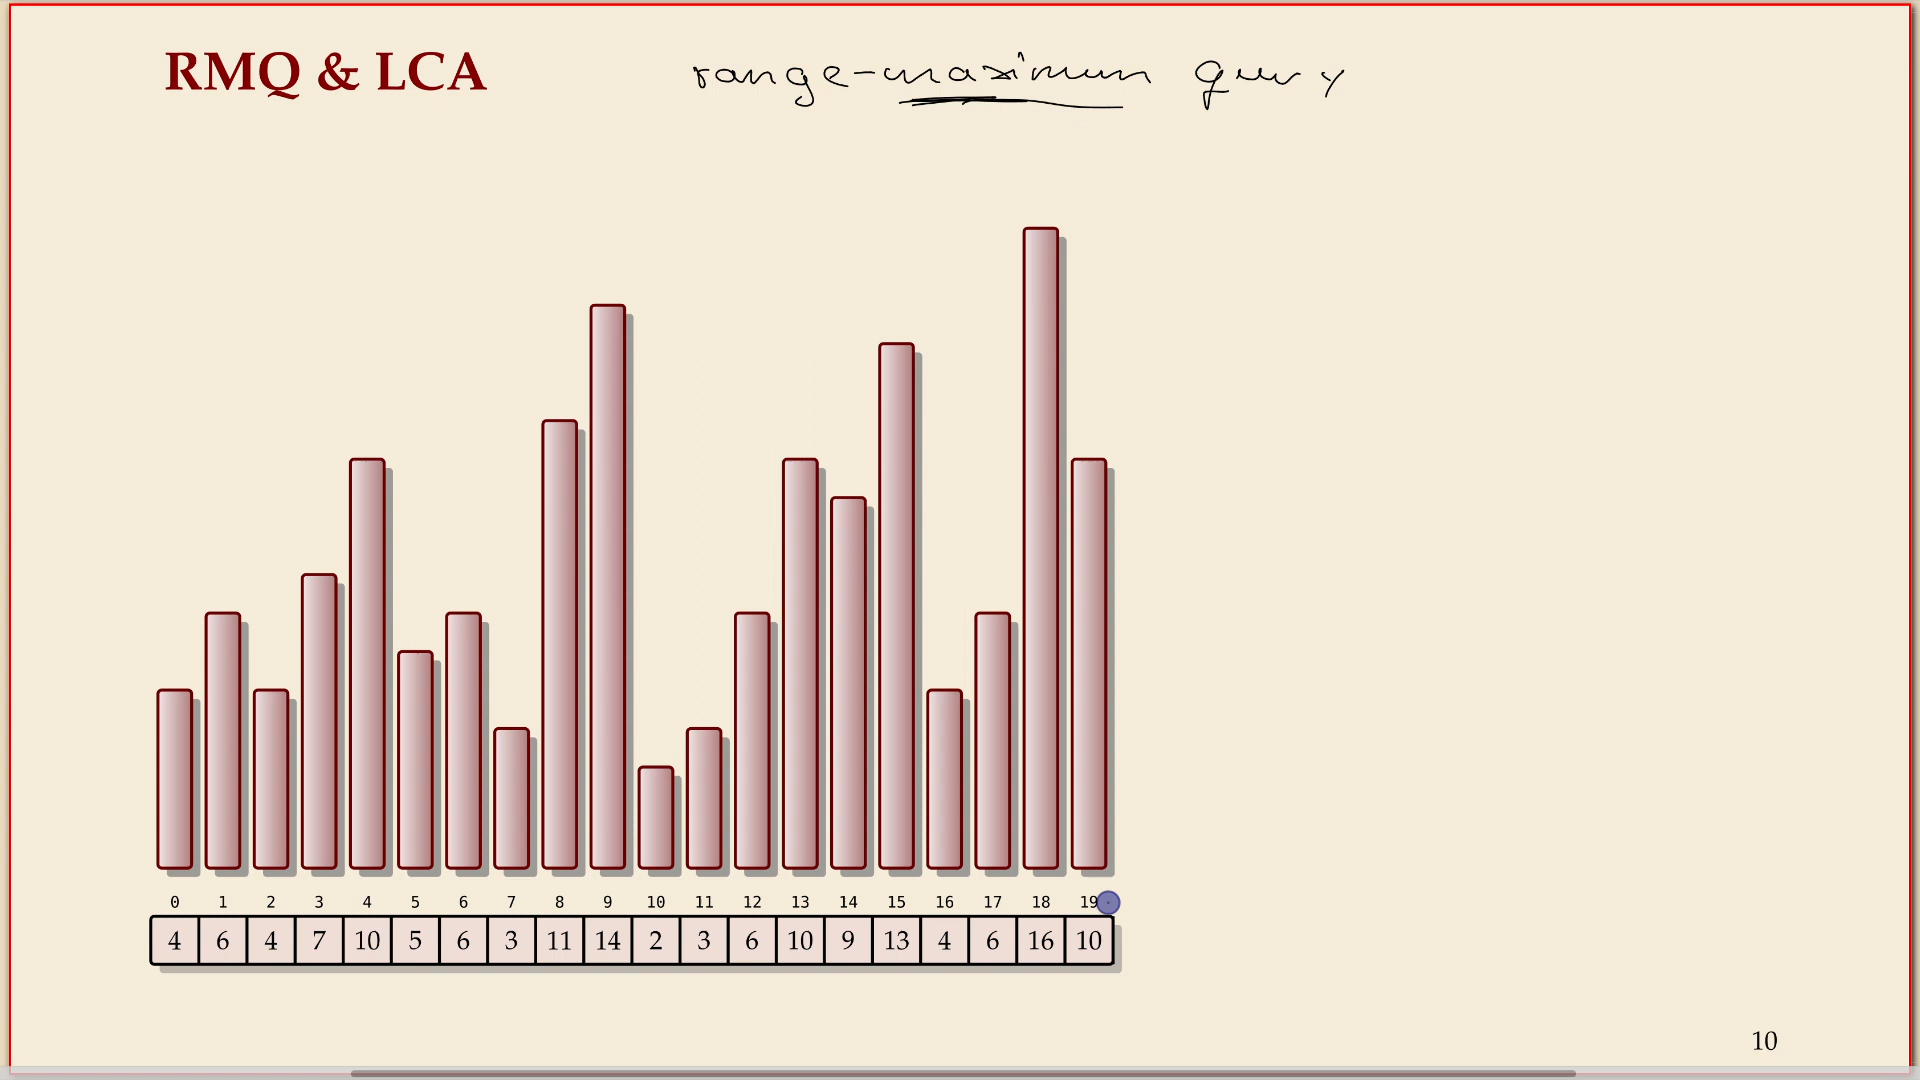 RMQ & LCA
range-maximum query
0 1 2 3 4 5 6 7 8 9 10 11 12 13 14 15 16 17 18 19
4 6 4 7 10 5 6 3 11 14 2 3 6 10 9 13 4 6 16 10
10